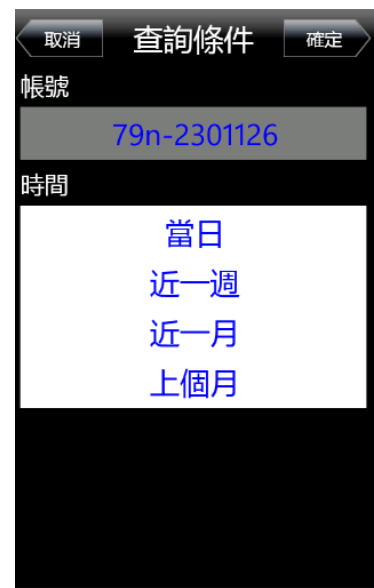 取消 查詢條件 確定
帳號
79n-2301126
時間
當日
近一週
近一月
上個月